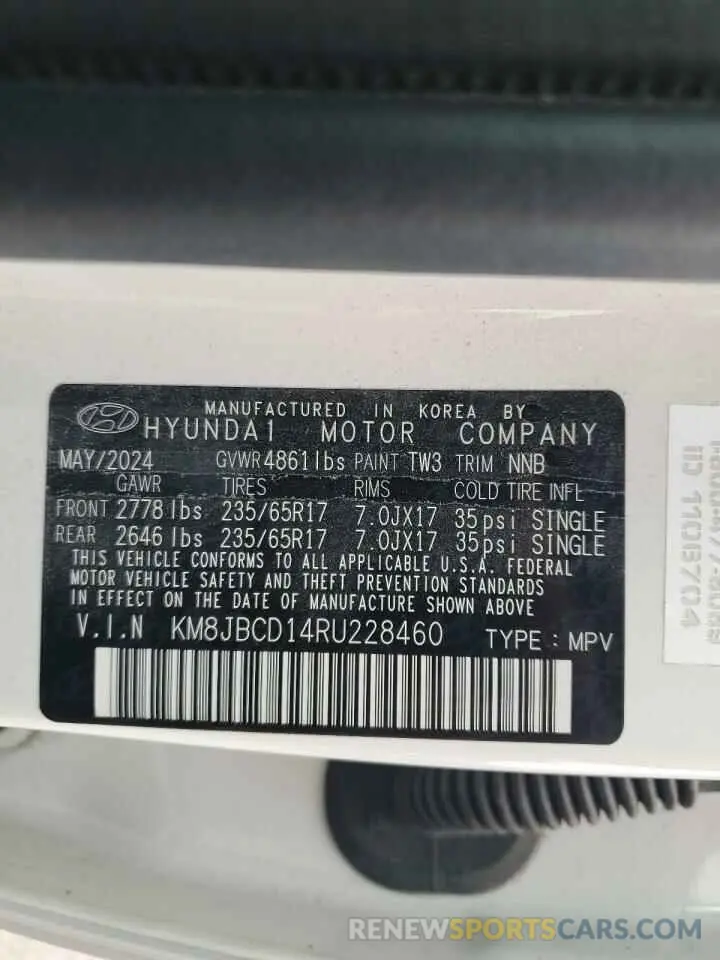 MANUFACTURED IN KOREA BY
HYUNDAI MOTOR COMPANY
MAY/2024 GVWR 4861lbs PAINT TW3 TRIM NNB
GAWR TIRES RIMS COLD TIRE INFL
FRONT 2778 lbs 235/65R17 7.0JX17 35psi SINGLE
REAR 2646 lbs 235/65R17 7.0JX17 35psi SINGLE
THIS VEHICLE CONFORMS TO ALL APPLICABLE U.S.A. FEDERAL
MOTOR VEHICLE SAFETY AND THEFT PREVENTION STANDARDS
IN EFFECT ON THE DATE OF MANUFACTURE SHOWN ABOVE
V.I.N KM8JBCD14RU228460 TYPE : MPV
RENEWSPORTSCARS.COM